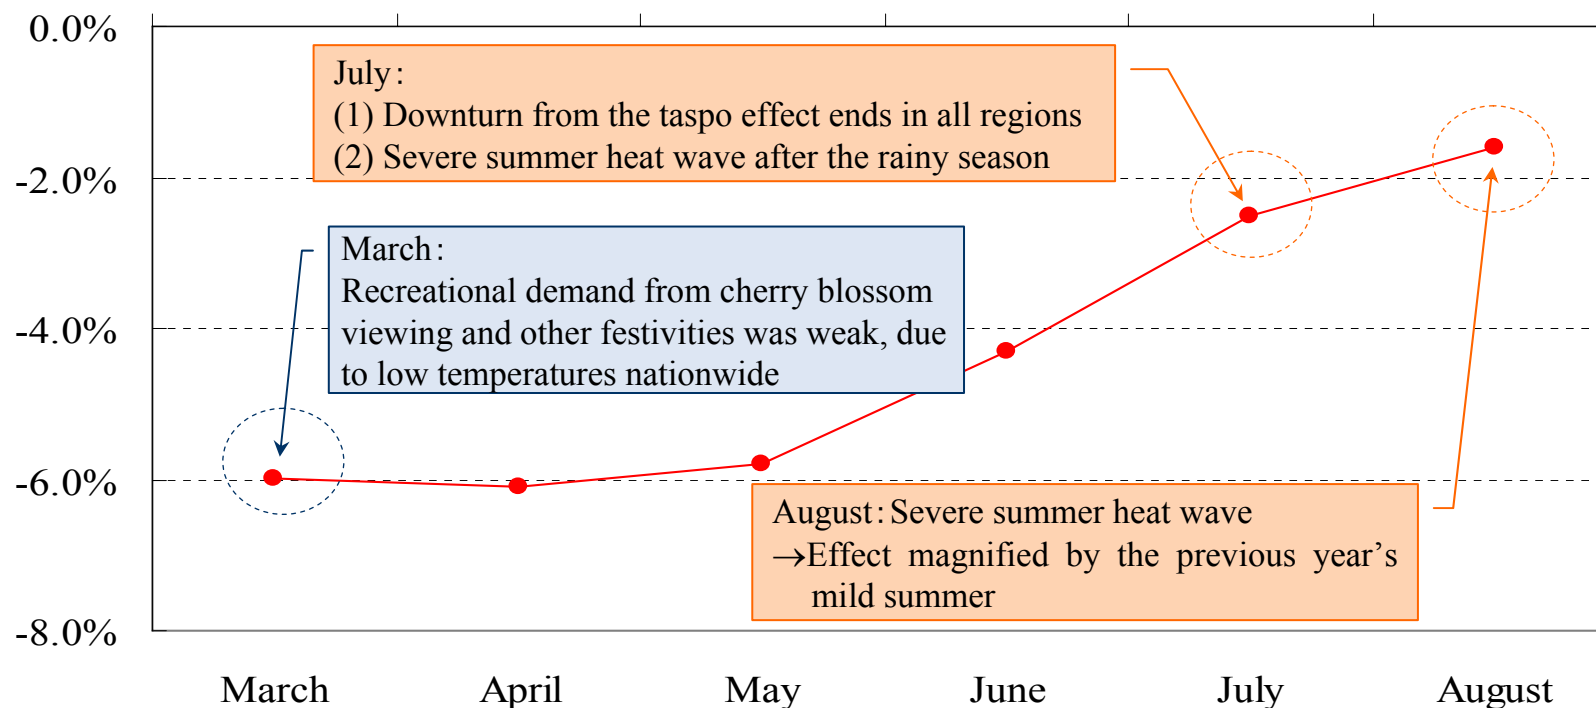 0.0%
July:
(1) Downturn from the taspo effect ends in all regions
(2) Severe summer heat wave after the rainy season
-2.0%
March:
Recreational demand from cherry blossom
viewing and other festivities was weak, due
to low temperatures nationwide
-4.0%
-6.0%
August: Severe summer heat wave
→Effect magnified by the previous year’s
mild summer
-8.0%
March April May June July August